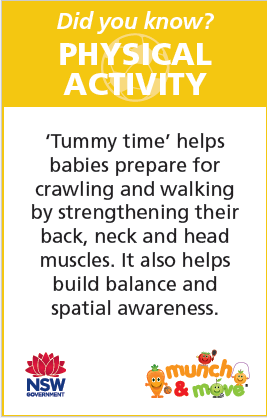 Did you know?
PHYSICAL
ACTIVITY
‘Tummy time’ helps
babies prepare for
crawling and walking
by strengthening their
back, neck and head
muscles. It also helps
build balance and
spatial awareness.
NSW
GOVERNMENT
munch
& move